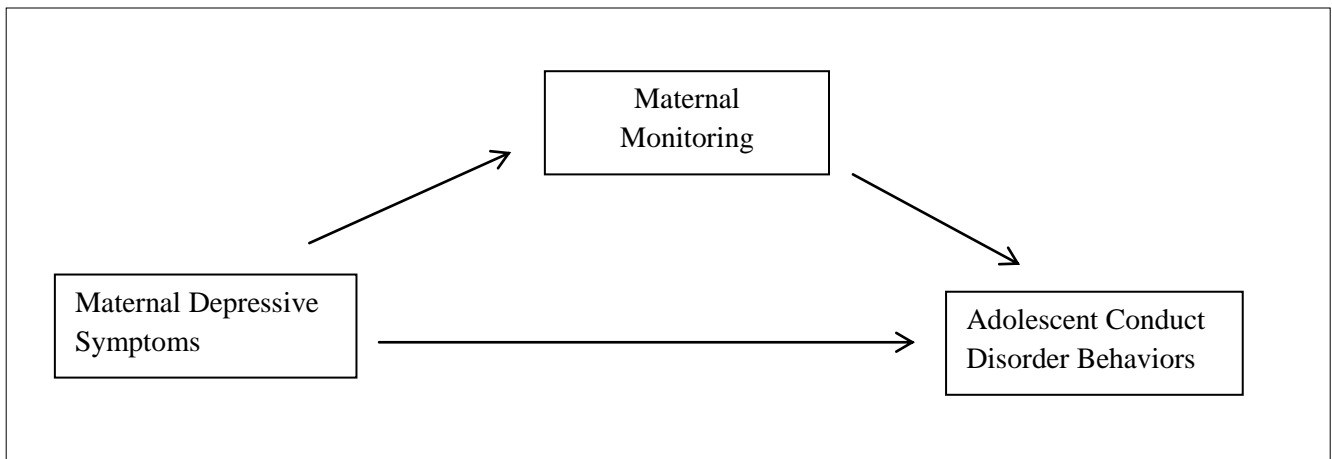 Maternal
Monitoring
Maternal Depressive
Symptoms
Adolescent Conduct
Disorder Behaviors